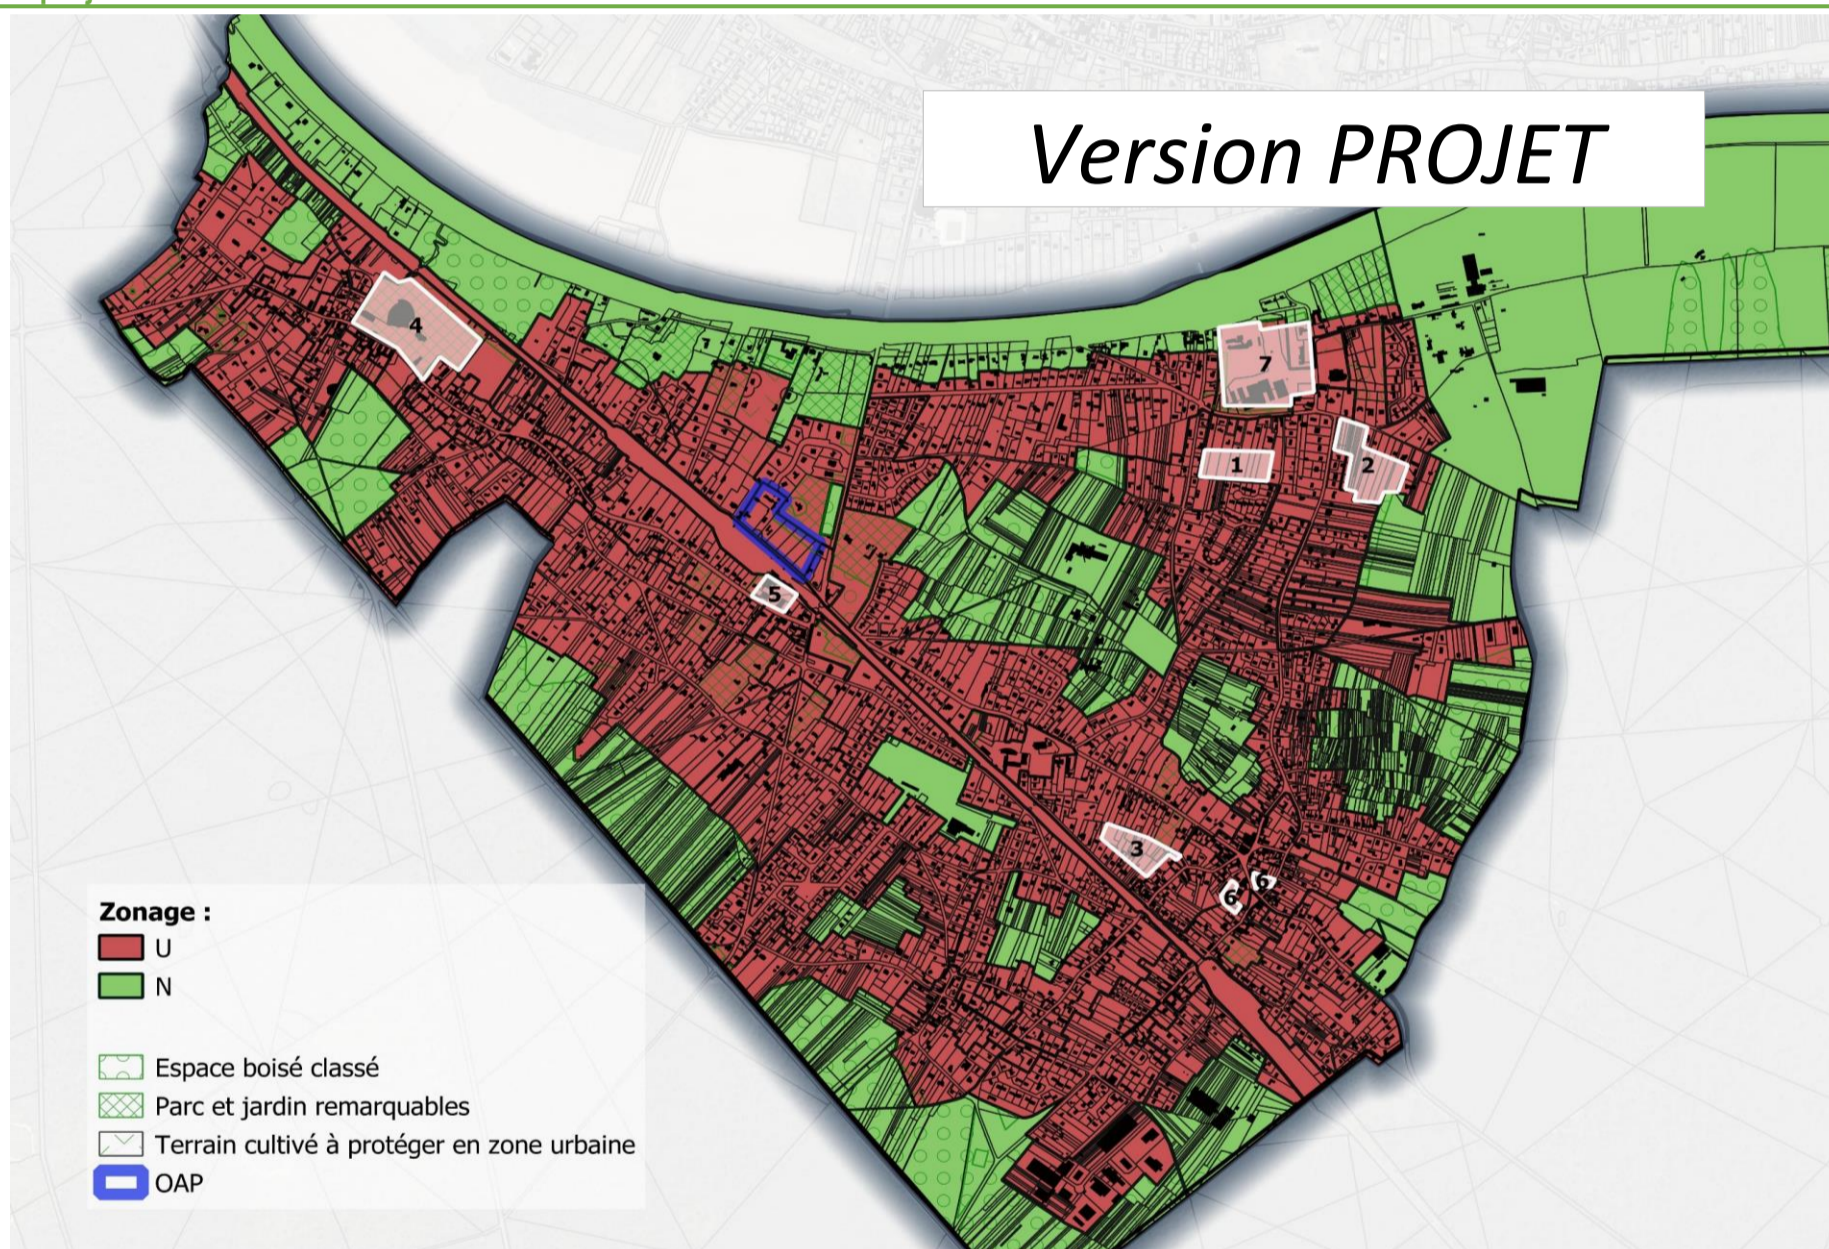 Version PROJET
4
7
1
2
5
3
6
6
Zonage :
U
N
Espace boisé classé
Parc et jardin remarquables
Terrain cultivé à protéger en zone urbaine
OAP